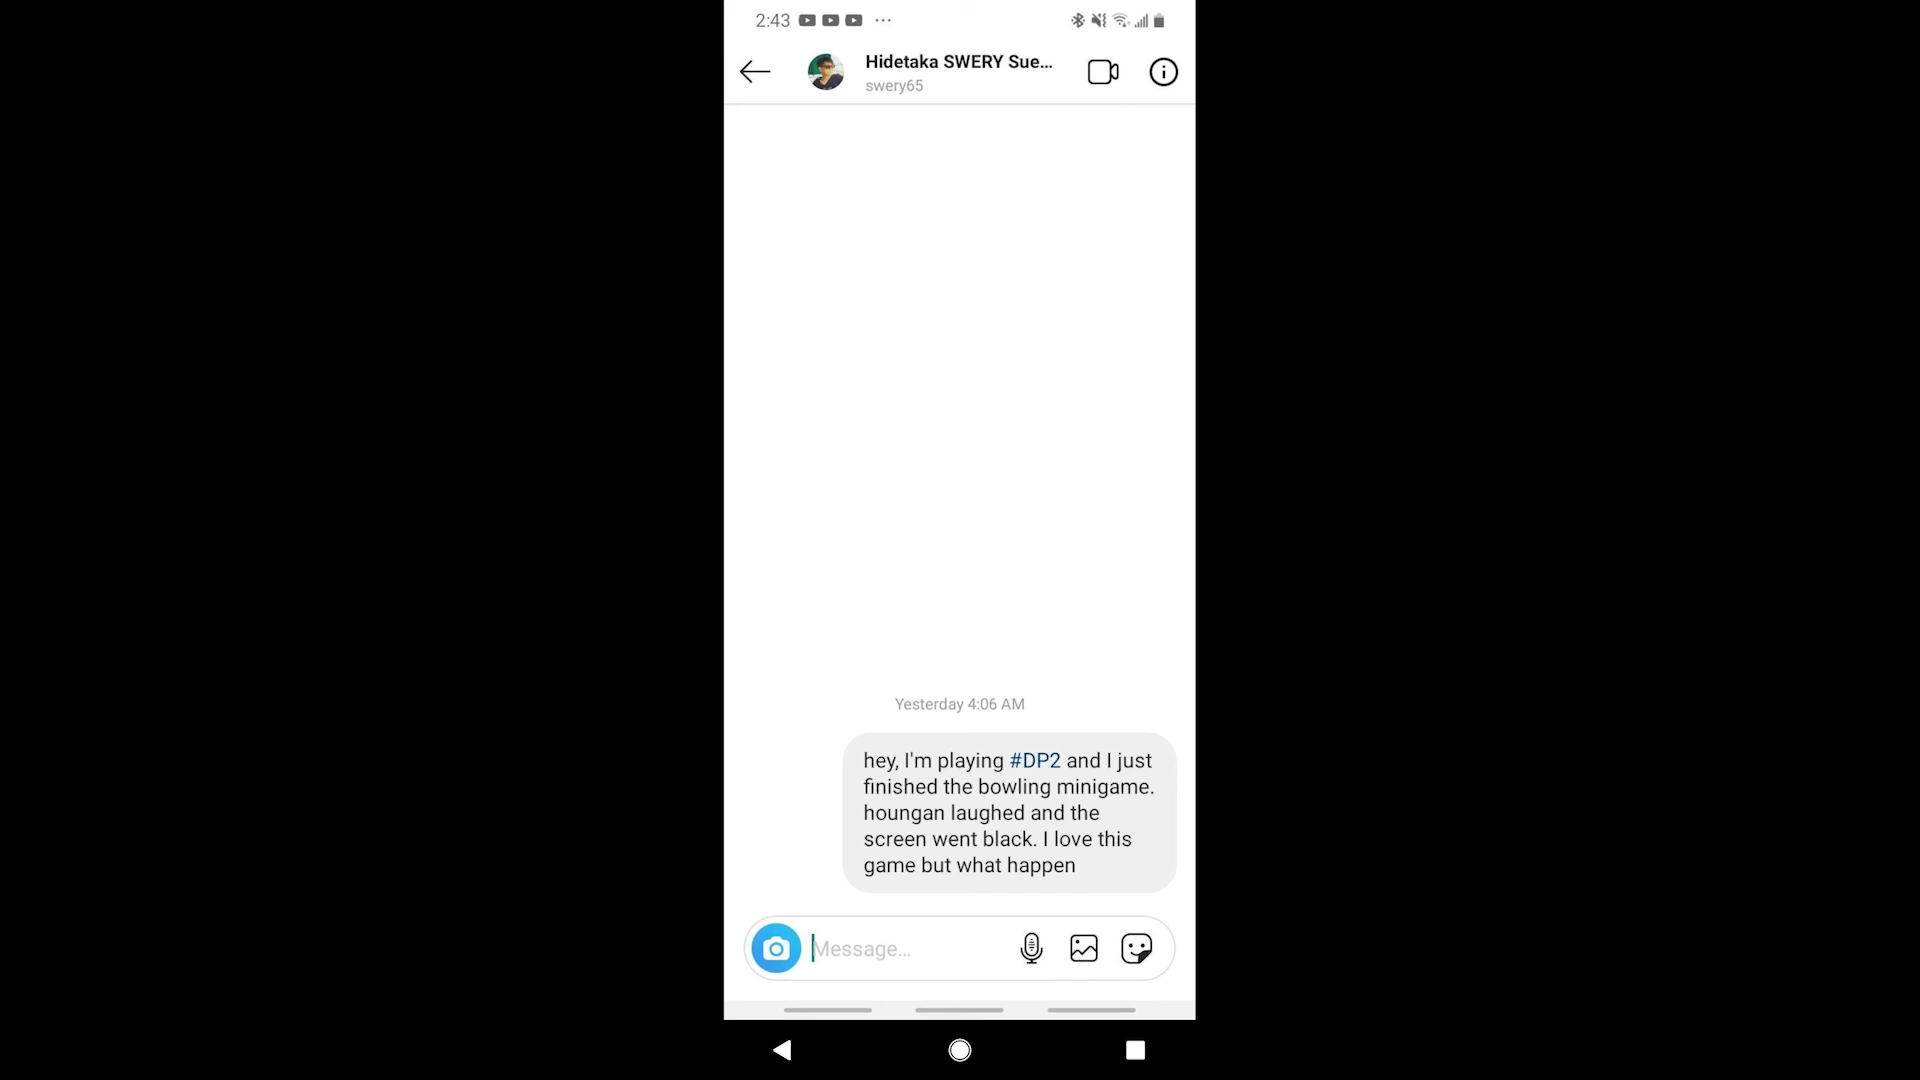 2:43 ...
Hidetaka SWERY Sue...
swery65
Yesterday 4:06 AM
hey, I'm playing #DP2 and I just
finished the bowling minigame.
houngan laughed and the
screen went black. I love this
game but what happen
Message...